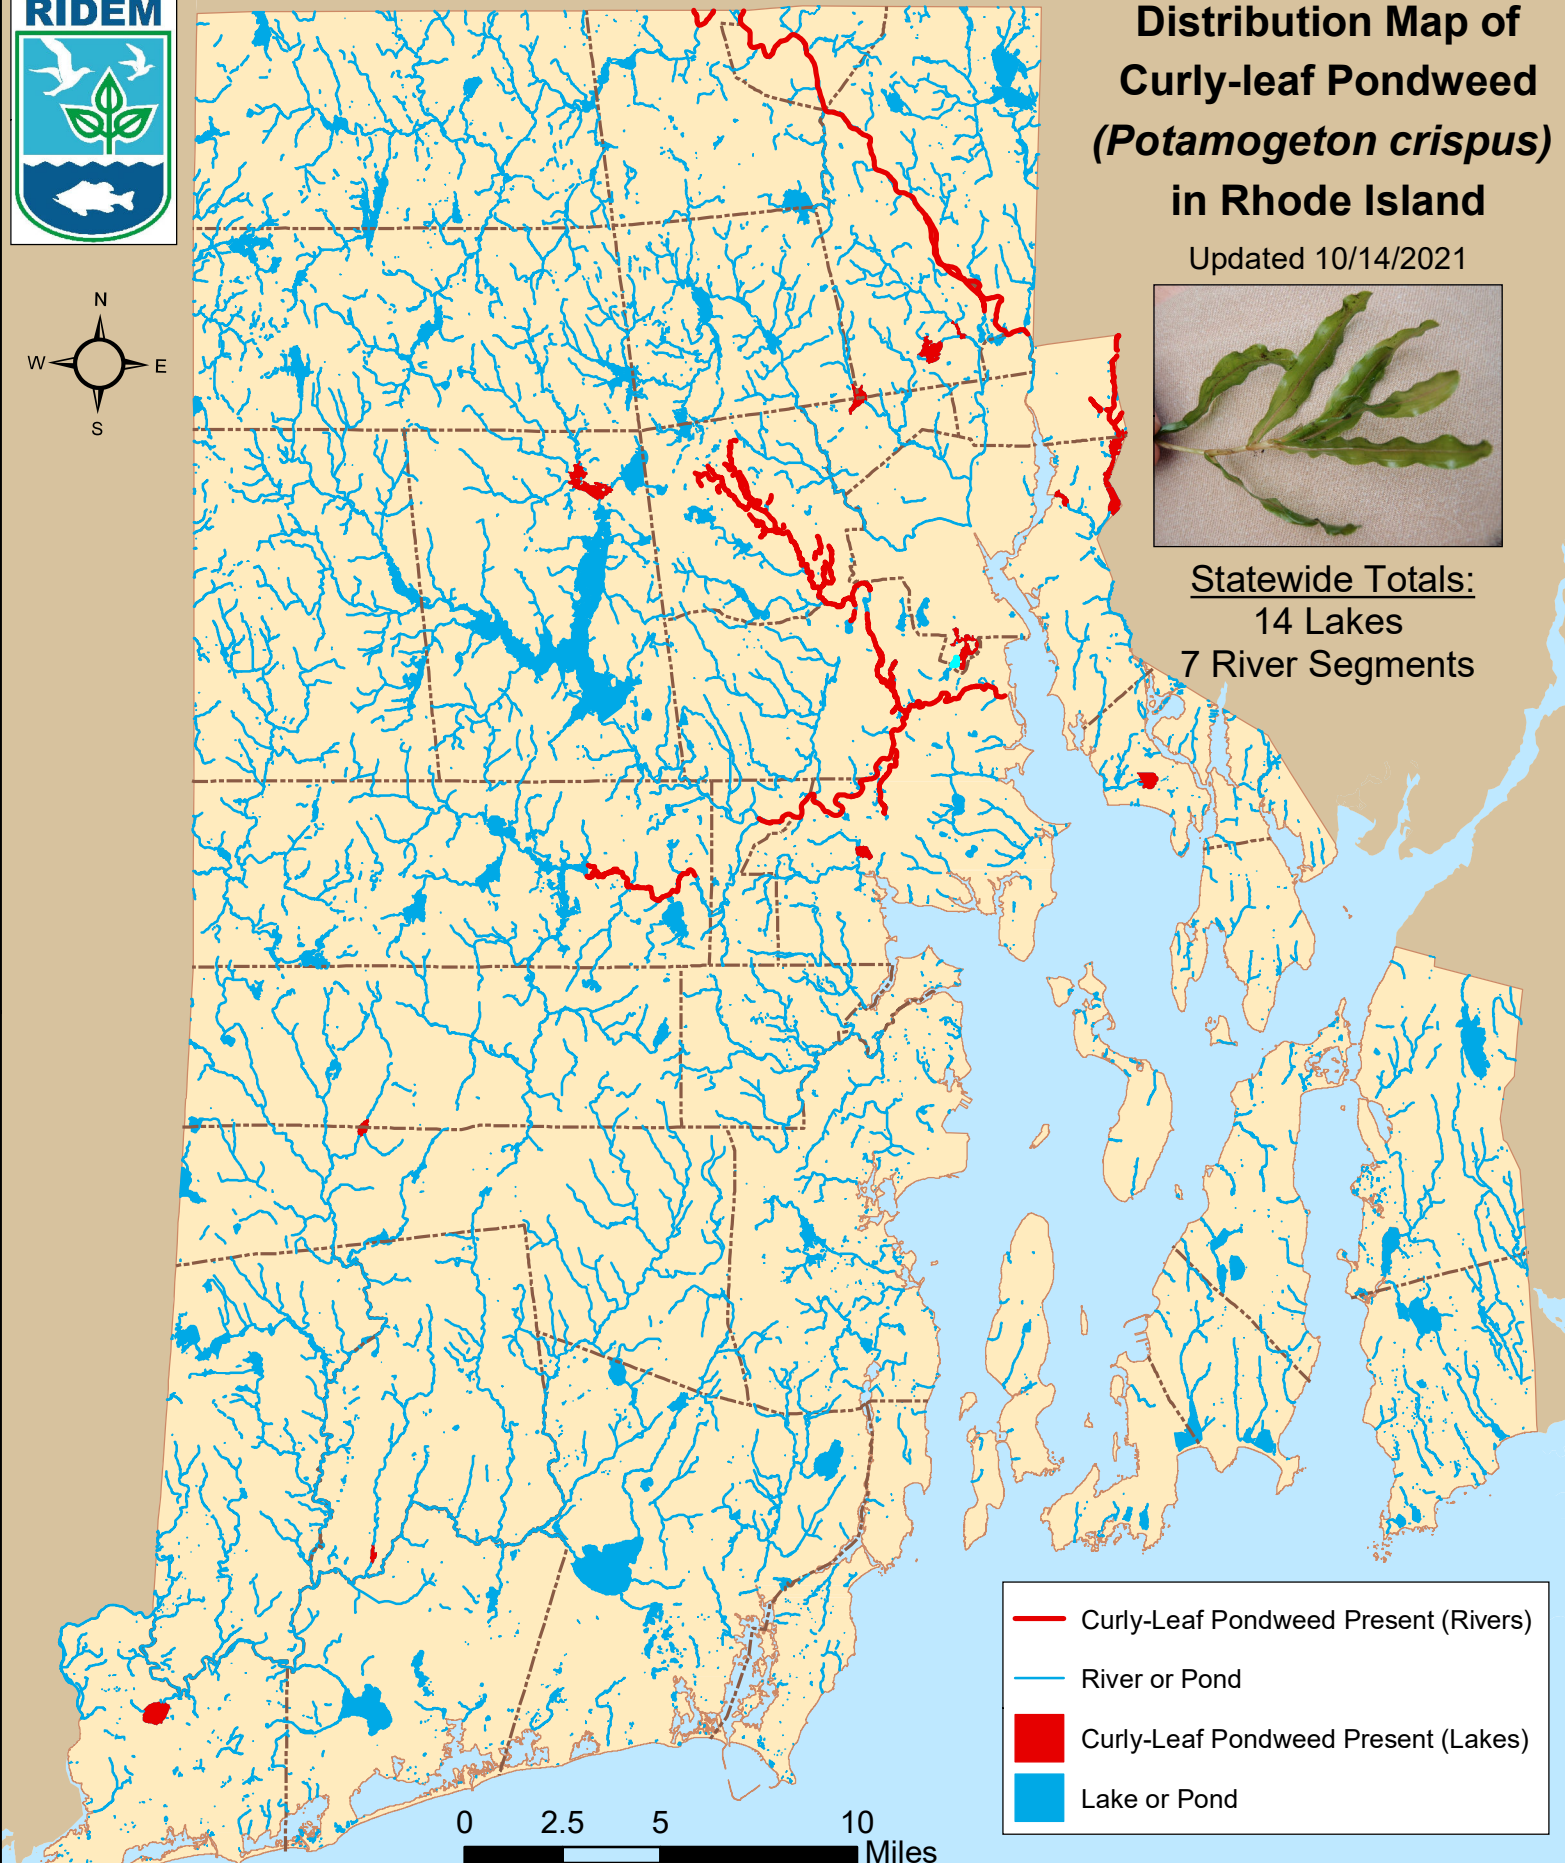 RIDEM
Distribution Map of
Curly-leaf Pondweed
(Potamogeton crispus)
in Rhode Island
Updated 10/14/2021
N
W
E
S
Statewide Totals:
14 Lakes
7 River Segments
Curly-Leaf Pondweed Present (Rivers)
River or Pond
Curly-Leaf Pondweed Present (Lakes)
Lake or Pond
0 2.5 5 10
Miles